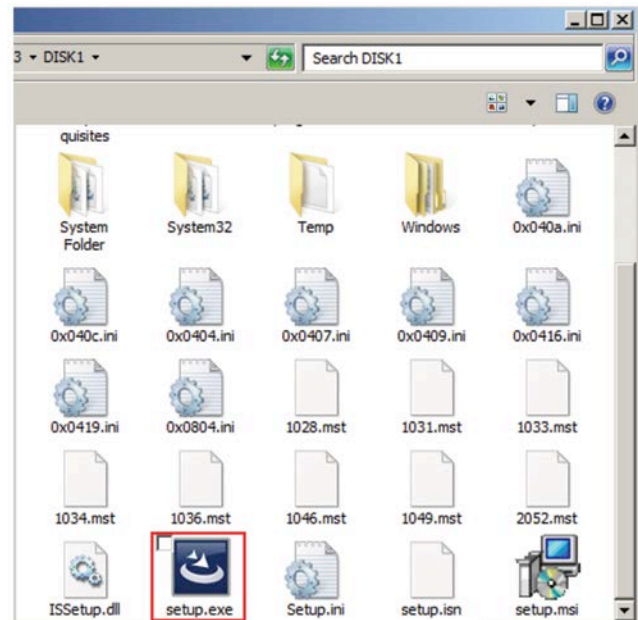 3 ▾ DISK1 ▾
Search DISK1
quisites
System Folder
System32
Temp
Windows
0x040a.ini
0x040c.ini
0x0404.ini
0x0407.ini
0x0409.ini
0x0416.ini
0x0419.ini
0x0804.ini
1028.mst
1031.mst
1033.mst
1034.mst
1036.mst
1046.mst
1049.mst
2052.mst
ISSetup.dll
setup.exe
Setup.ini
setup.isn
setup.msi